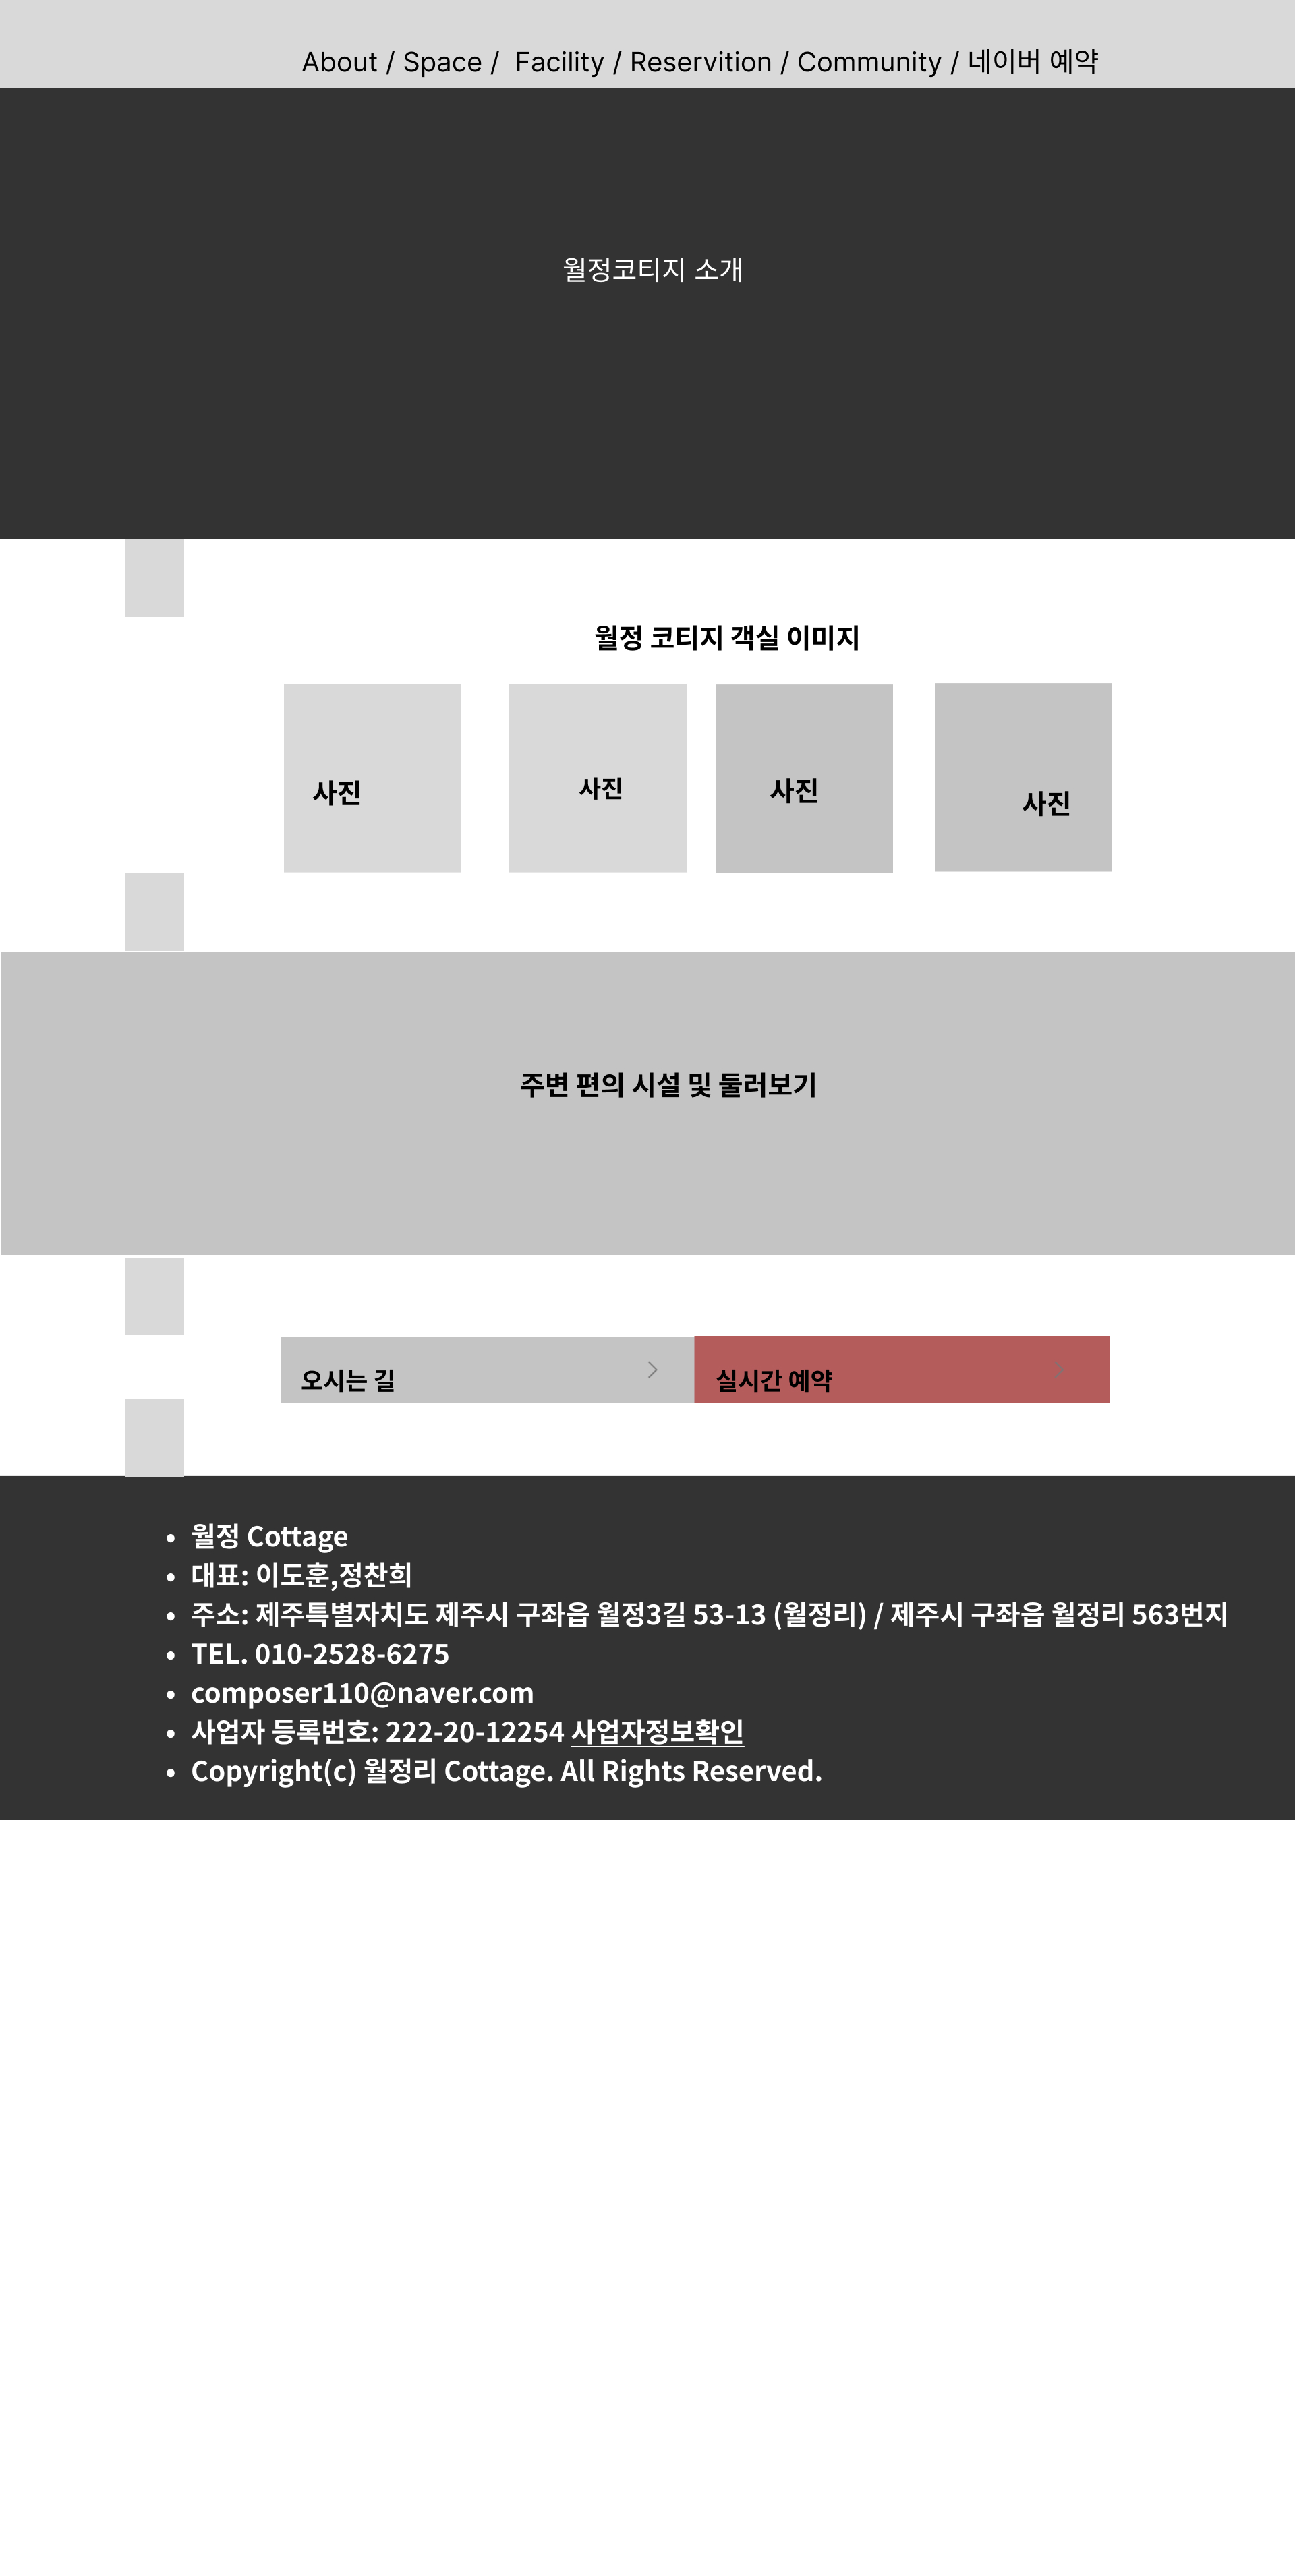 About / Space /  Facility / Reservition / Community / 네이버 예약
월정코티지 소개
월정 코티지 객실 이미지
사진
사진
사진
사진
주변 편의 시설 및 둘러보기
오시는 길
실시간 예약
• 월정 Cottage
• 대표: 이도훈,정찬희
• 주소: 제주특별자치도 제주시 구좌읍 월정3길 53-13 (월정리) / 제주시 구좌읍 월정리 563번지
• TEL. 010-2528-6275
• composer110@naver.com
• 사업자 등록번호: 222-20-12254 사업자정보확인
• Copyright(c) 월정리 Cottage. All Rights Reserved.